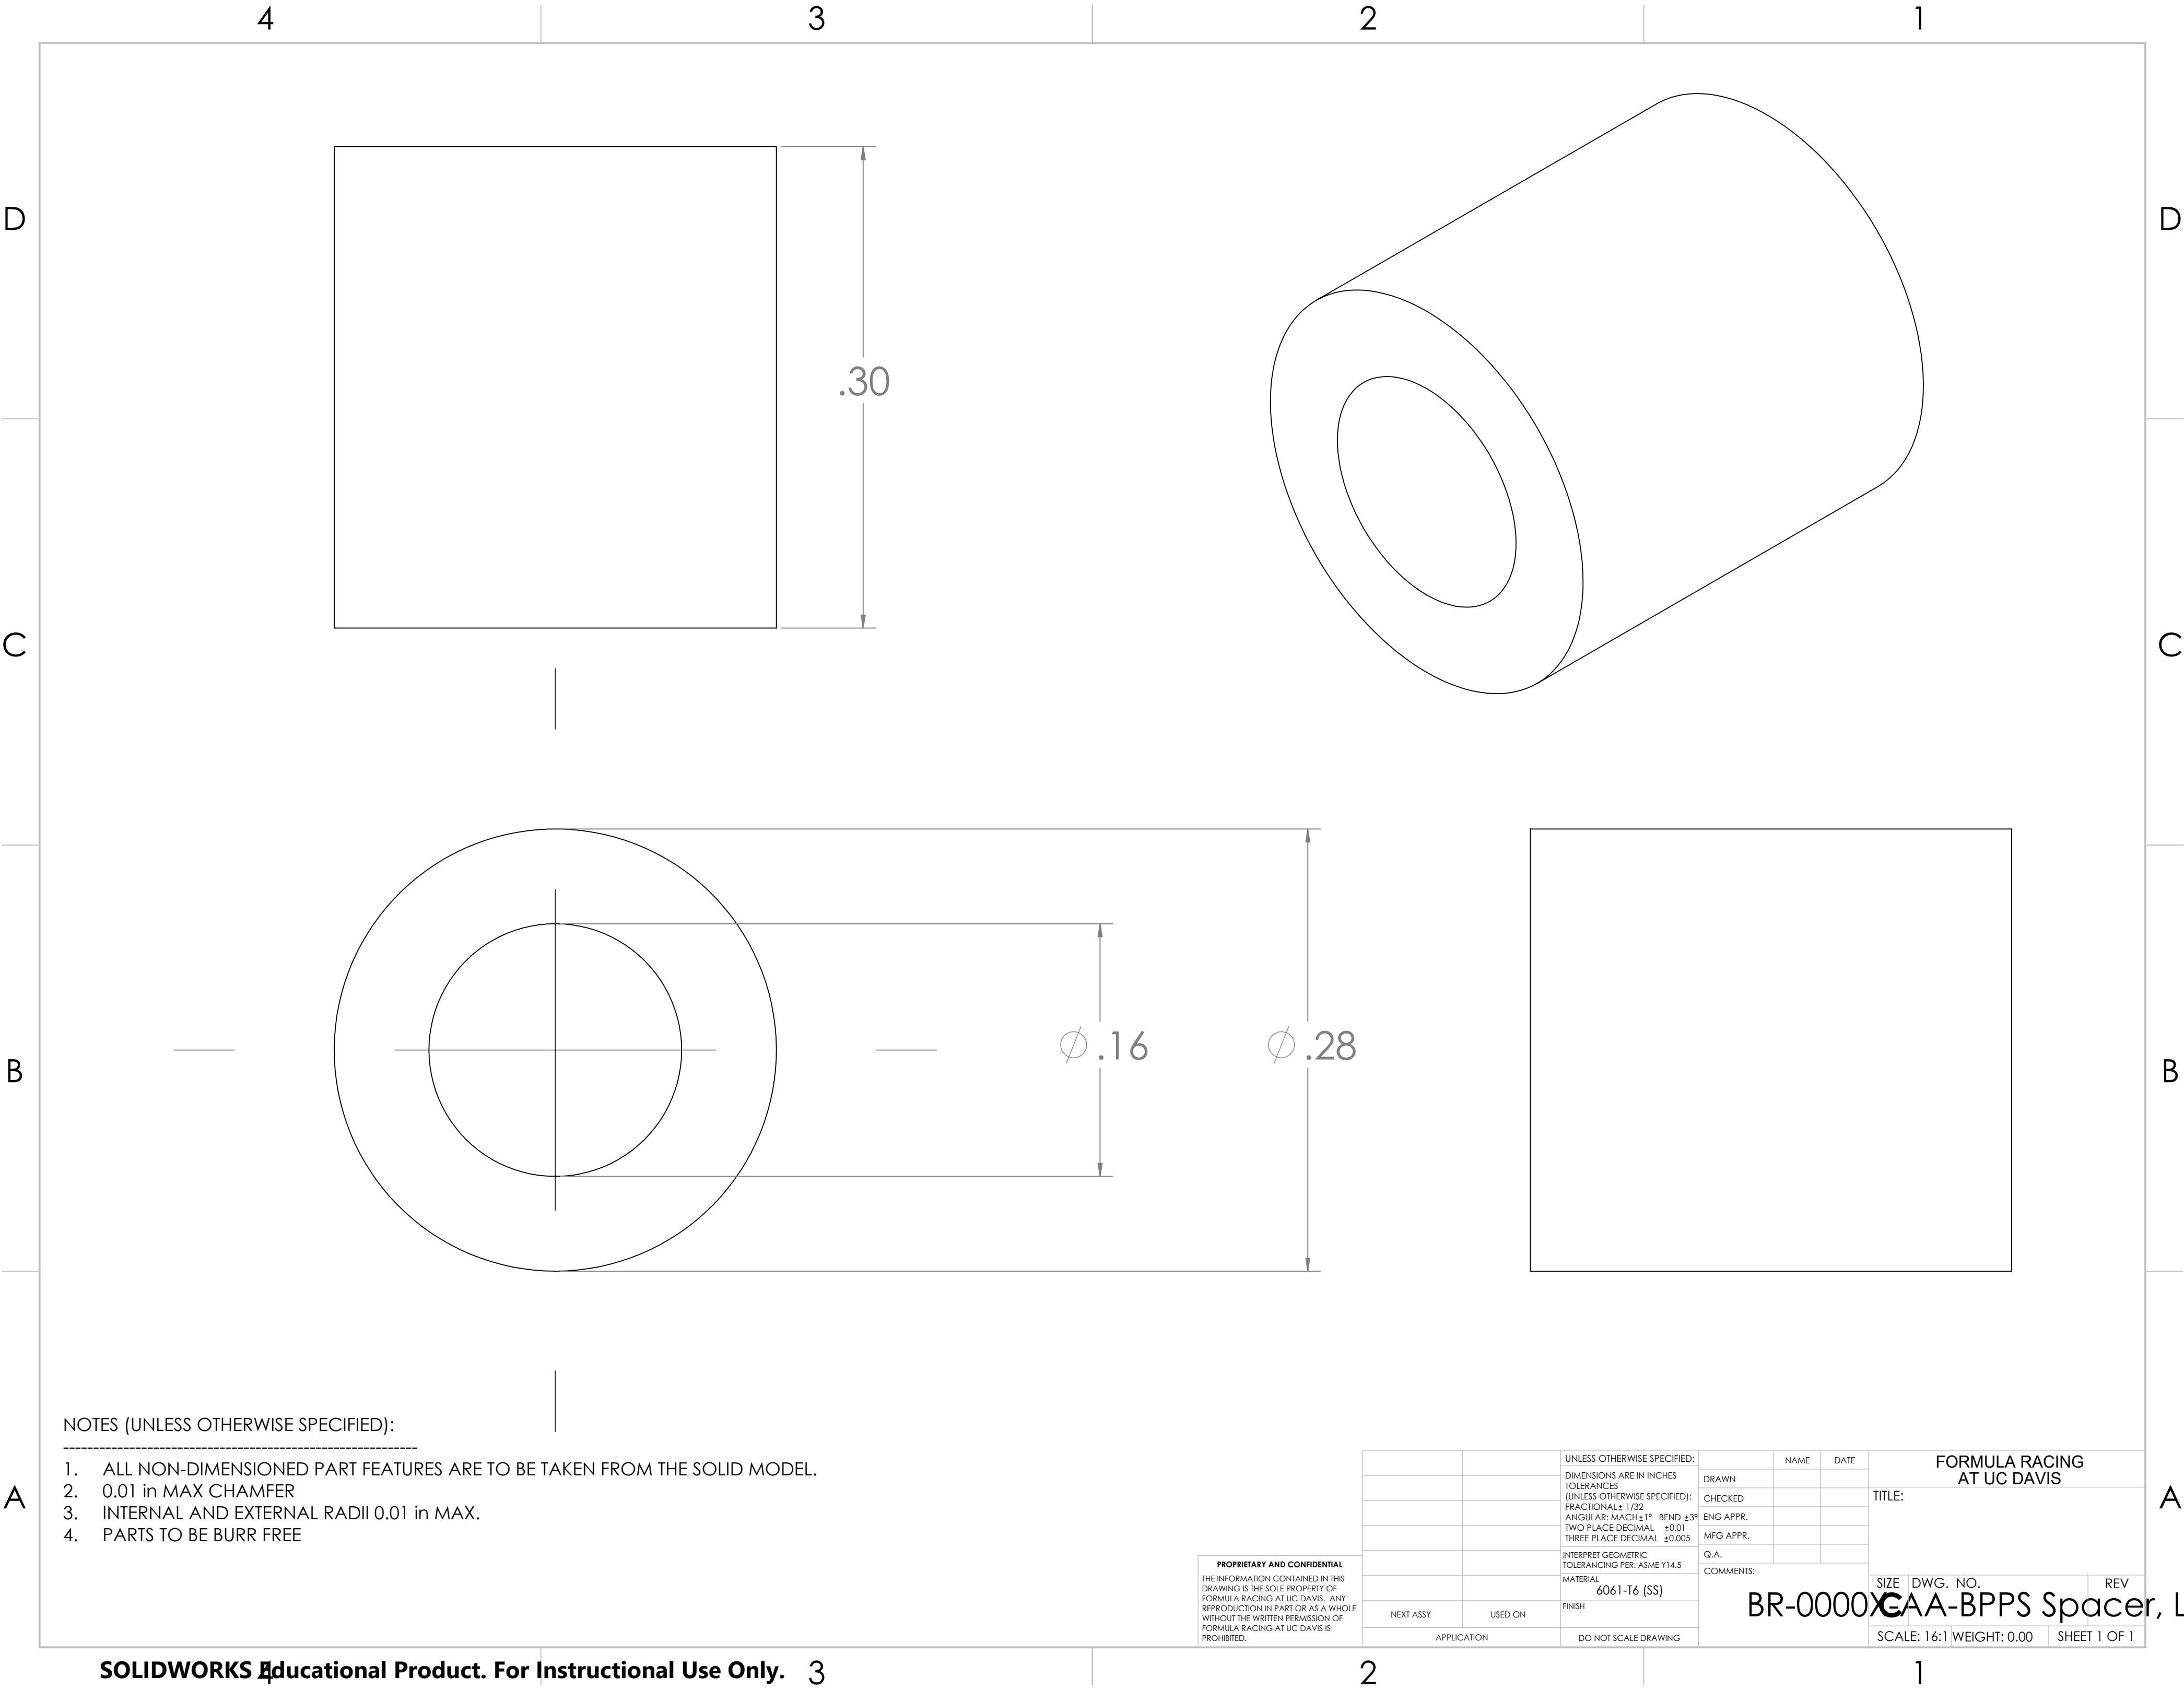 4 3 2 1
D D
.30
C C
B B
⌀ .16 ⌀ .28
NOTES (UNLESS OTHERWISE SPECIFIED):
-----------------------------------------------------------
1. ALL NON-DIMENSIONED PART FEATURES ARE TO BE TAKEN FROM THE SOLID MODEL.
2. 0.01 in MAX CHAMFER
3. INTERNAL AND EXTERNAL RADII 0.01 in MAX.
4. PARTS TO BE BURR FREE
A A
PROPRIETARY AND CONFIDENTIAL
THE INFORMATION CONTAINED IN THIS
DRAWING IS THE SOLE PROPERTY OF
FORMULA RACING AT UC DAVIS. ANY
REPRODUCTION IN PART OR AS A WHOLE
WITHOUT THE WRITTEN PERMISSION OF
FORMULA RACING AT UC DAVIS IS
PROHIBITED.
NEXT ASSY USED ON
APPLICATION
UNLESS OTHERWISE SPECIFIED:
DIMENSIONS ARE IN INCHES
TOLERANCES
(UNLESS OTHERWISE SPECIFIED):
FRACTIONAL ± 1/32
ANGULAR: MACH ±1° BEND ±3°
TWO PLACE DECIMAL ±0.01
THREE PLACE DECIMAL ±0.005
INTERPRET GEOMETRIC
TOLERANCING PER: ASME Y14.5
MATERIAL
6061-T6 (SS)
FINISH
DO NOT SCALE DRAWING
NAME DATE
DRAWN
CHECKED
ENG APPR.
MFG APPR.
Q.A.
COMMENTS:
FORMULA RACING
AT UC DAVIS
TITLE:
SIZE DWG. NO. REV
C
BR-0000X-AA-BPPS Spacer, L
SCALE: 16:1 WEIGHT: 0.00 SHEET 1 OF 1
SOLIDWORKS Educational Product. For Instructional Use Only.
4 3 2 1